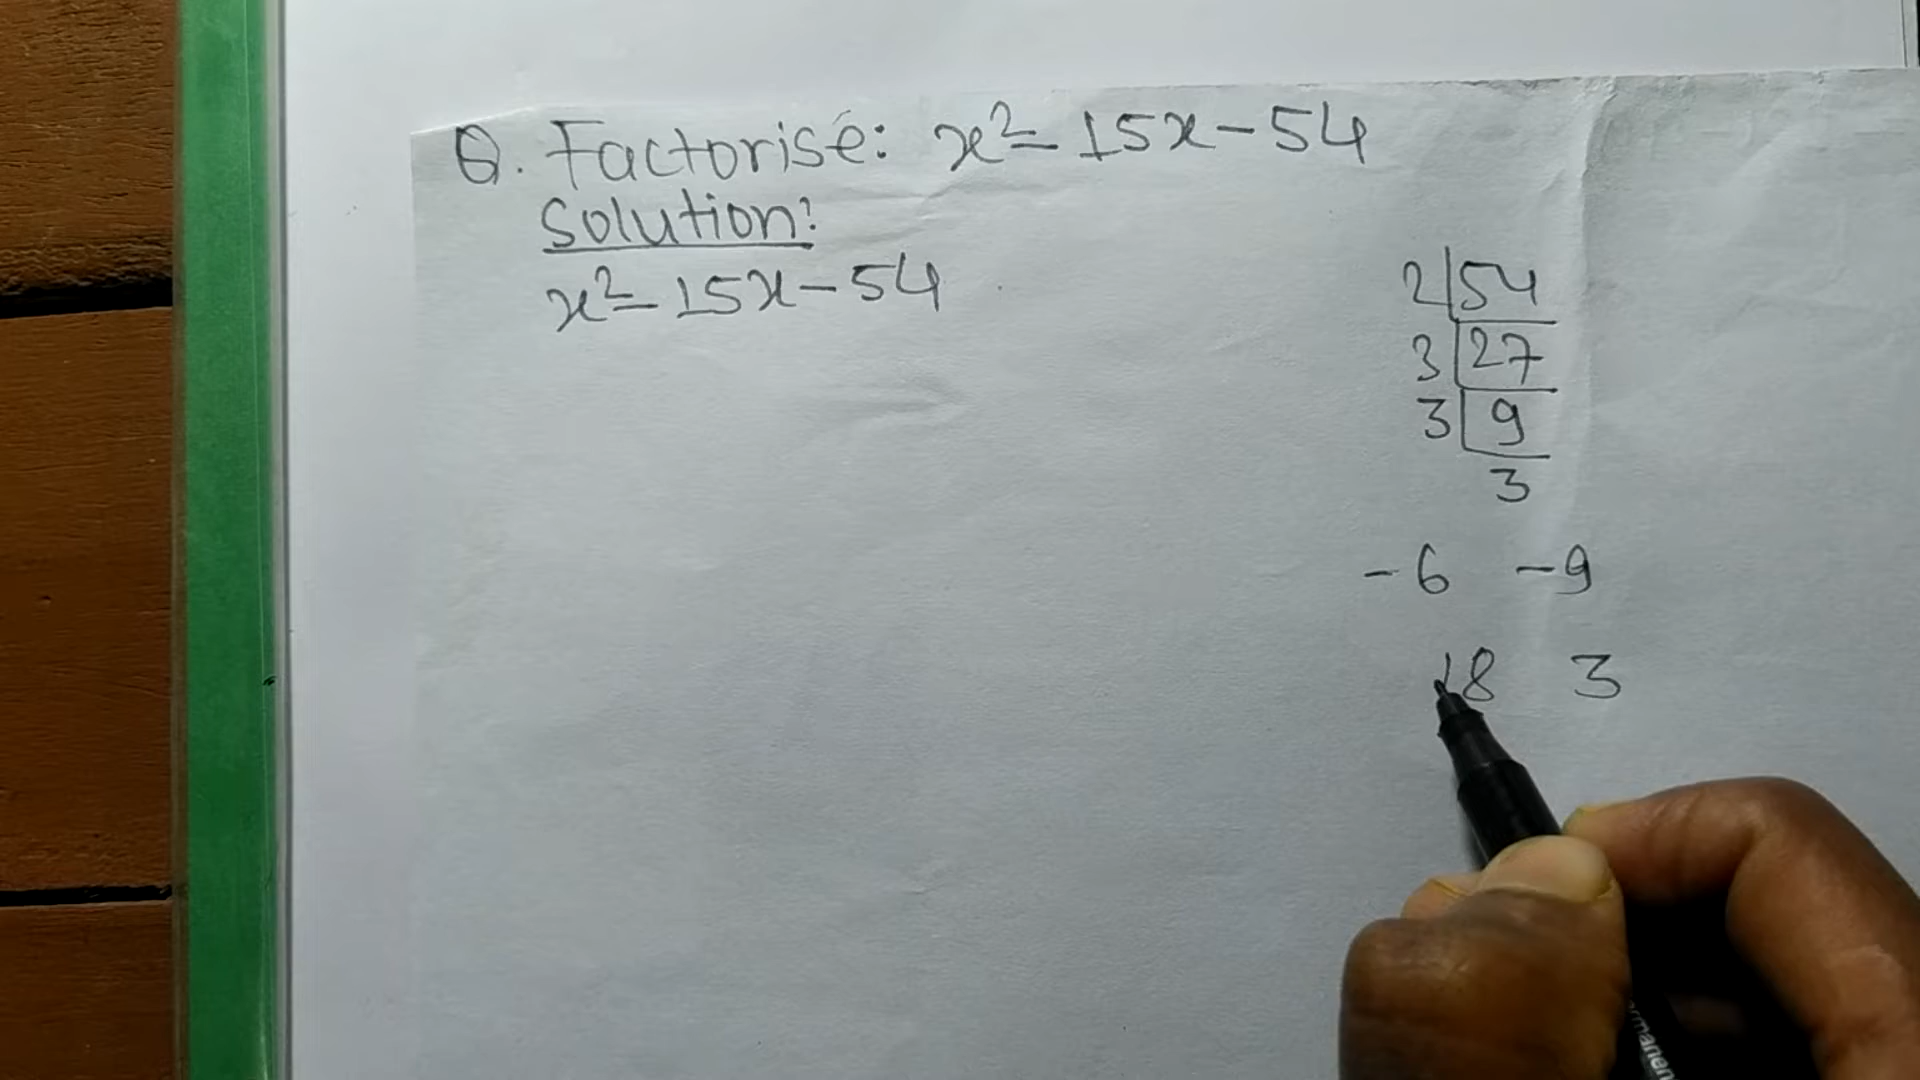 Q. Factorise: x² - 15x - 54
Solution:
x² - 15x - 54
2 54
3 27
3 9
3
-6 -9
18 3